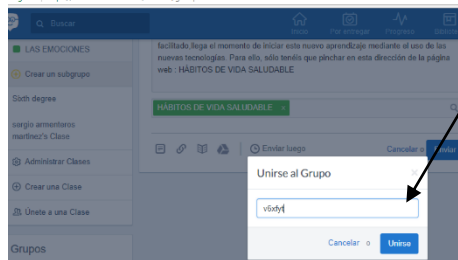 Buscar
Inicio
Por entregar
Progreso
LAS EMOCIONES
Crear un subgrupo
Sixth degree
sergio armenteros
martinez's Clase
Administrar Clases
Crear una Clase
Únete a una Clase
Grupos
facilitado,llega el momento de iniciar este nuevo aprendizaje mediante el uso de las
nuevas tecnologías. Para ello, sólo tenéis que pinchar en esta dirección de la página
web : HÁBITOS DE VIDA SALUDABLE
HÁBITOS DE VIDA SALUDABLE ×
Enviar luego
Cancelar o Enviar
Unirse al Grupo ×
v6xfyf
Cancelar o Unirse